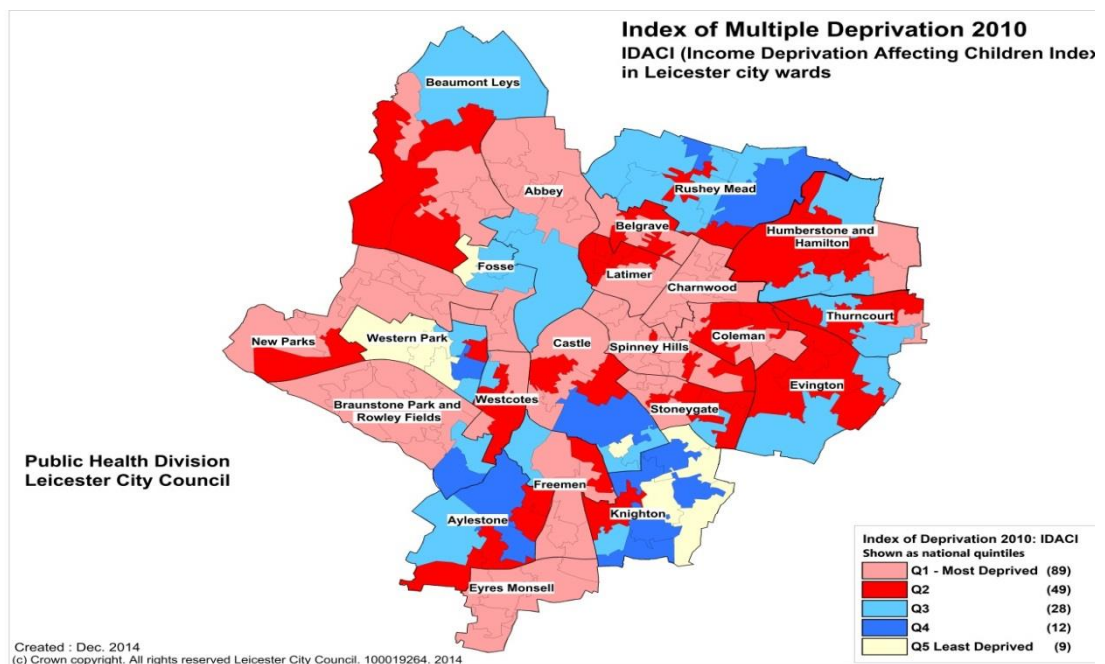 Index of Multiple Deprivation 2010
IDACI (Income Deprivation Affecting Children Index
in Leicester city wards
Beaumont Leys
Abbey
Rushey Mead
Belgrave
Humberstone and
Hamilton
Fosse
Latimer
Charnwood
Thurncourt
New Parks
Western Park
Castle
Spinney Hills
Coleman
Evington
Braunstone Park and
Rowley Fields
Westcotes
Stoneygate
Public Health Division
Leicester City Council
Freemen
Aylestone
Knighton
Eyres Monsell
Index of Deprivation 2010: IDACI
Shown as national quintiles
Q1 - Most Deprived (89)
Q2 (49)
Q3 (28)
Q4 (12)
Q5 Least Deprived (9)
Created : Dec. 2014
(c) Crown copyright. All rights reserved Leicester City Council. 100019264. 2014